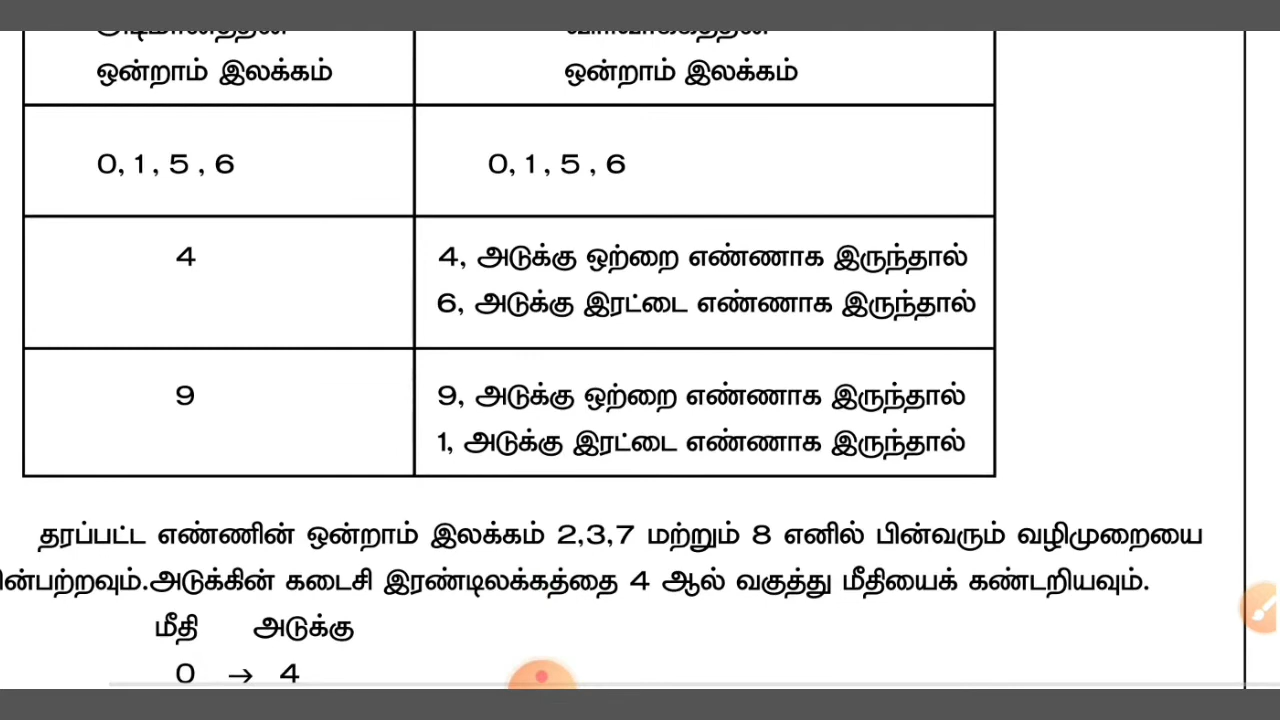 ஒன்றாம் இலக்கம் ஒன்றாம் இலக்கம்
0, 1, 5, 6 0, 1, 5, 6
4 4, அடுக்கு ஒற்றை எண்ணாக இருந்தால்
6, அடுக்கு இரட்டை எண்ணாக இருந்தால்
9 9, அடுக்கு ஒற்றை எண்ணாக இருந்தால்
1, அடுக்கு இரட்டை எண்ணாக இருந்தால்
தரப்பட்ட எண்ணின் ஒன்றாம் இலக்கம் 2,3,7 மற்றும் 8 எனில் பின்வரும் வழிமுறையை
அடுக்கின் கடைசி இரண்டிலக்கத்தை 4 ஆல் வகுத்து மீதியைக் கண்டறியவும்.
மீதி அடுக்கு
0 → 4